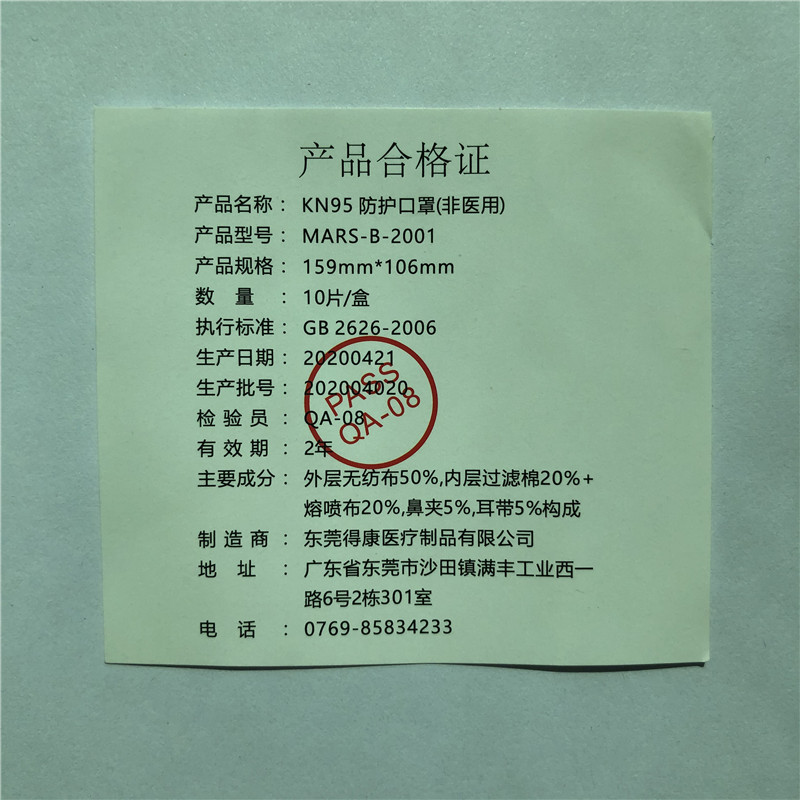 产品合格证
产品名称：KN95 防护口罩(非医用)
产品型号：MARS-B-2001
产品规格：159mm*106mm
数 量 ：10片/盒
执行标准：GB 2626-2006
生产日期：20200421
生产批号：202004020
检 验 员 ：QA-08
有 效 期 ：2年
PASS
QA-08
主要成分：外层无纺布50%,内层过滤棉20%+
熔喷布20%,鼻夹5%,耳带5%构成
制 造 商 ：东莞得康医疗制品有限公司
地 址 ：广东省东莞市沙田镇满丰工业西一
路6号2栋301室
电 话 ：0769-85834233